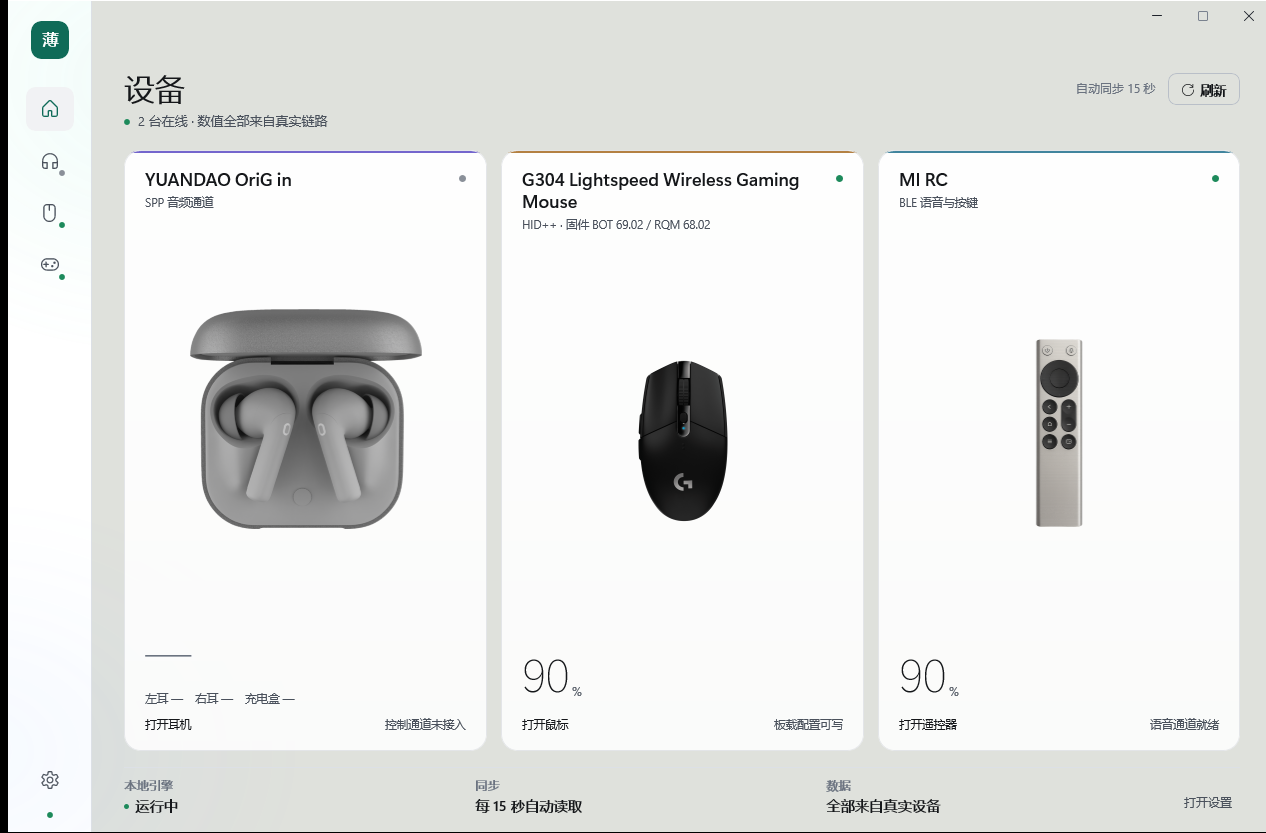 薄
设备
自动同步 15 秒
刷新
2 台在线 · 数值全部来自真实链路
YUANDAO OriG in
SPP 音频通道
——
左耳 — 右耳 — 充电盒 —
打开耳机
控制通道未接入
G304 Lightspeed Wireless Gaming
Mouse
HID++ · 固件 BOT 69.02 / RQM 68.02
90%
打开鼠标
板载配置可写
MI RC
BLE 语音与按键
90%
打开遥控器
语音通道就绪
本地引擎
运行中
同步
每 15 秒自动读取
数据
全部来自真实设备
打开设置